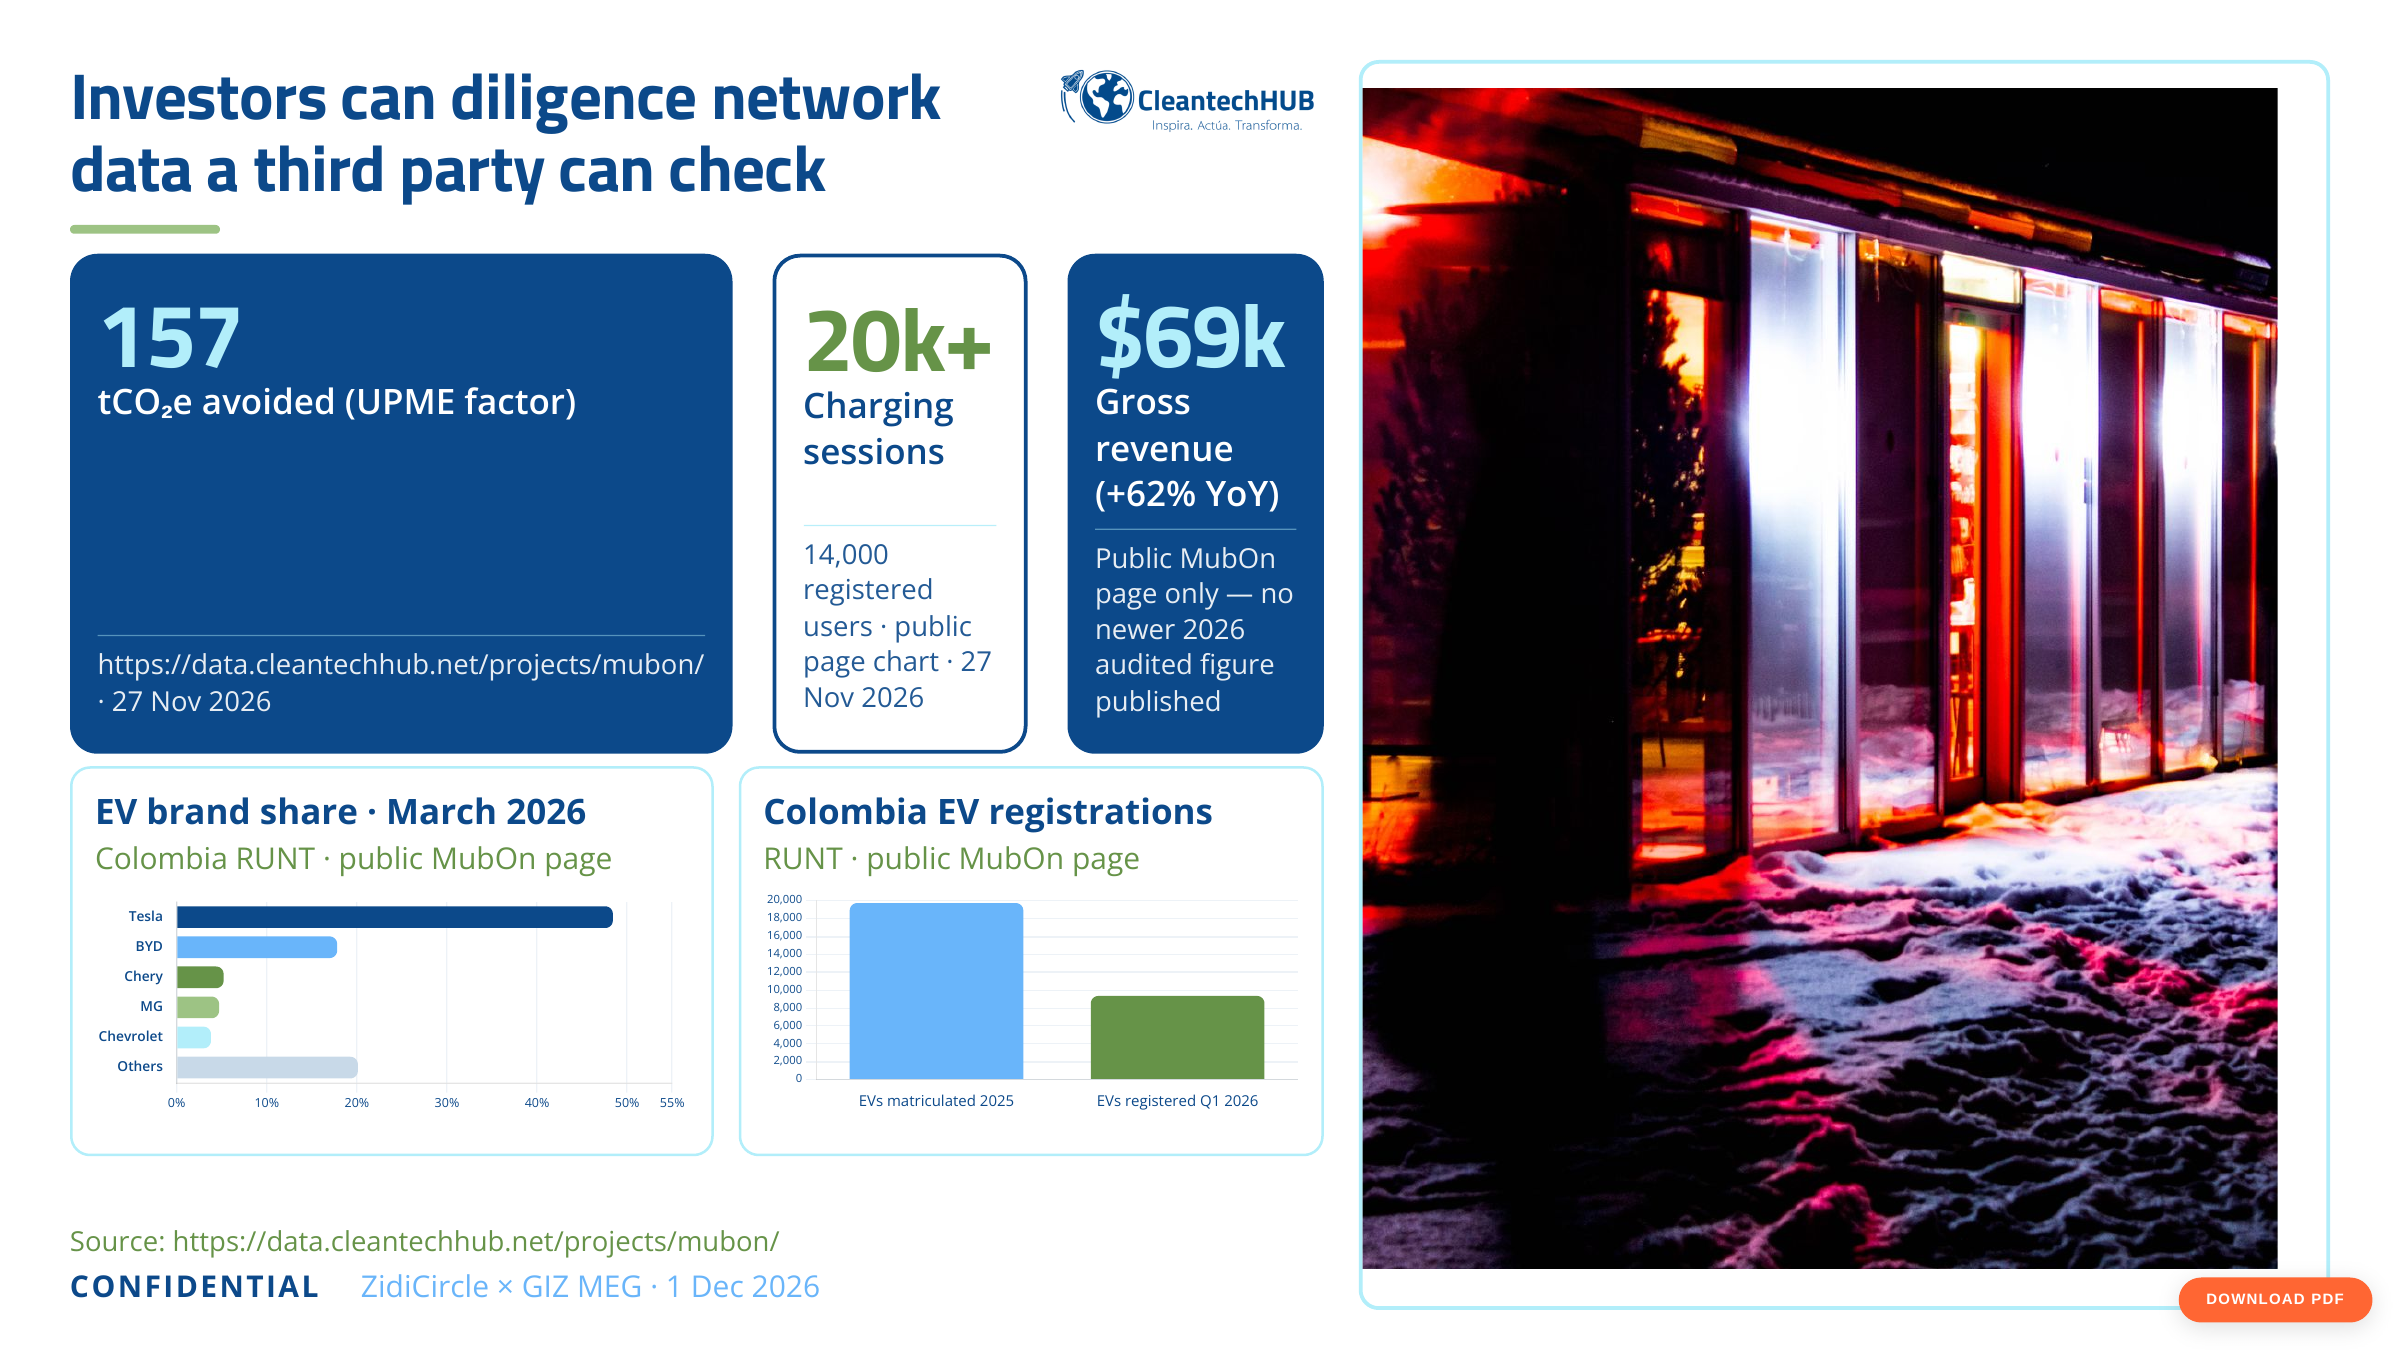 Investors can diligence network
data a third party can check
CleantechHUB
Inspira. Actúa. Transforma.
157
tCO₂e avoided (UPME factor)
https://data.cleantechhub.net/projects/mubon/
· 27 Nov 2026
20k+
Charging
sessions
14,000
registered
users · public
page chart · 27
Nov 2026
$69k
Gross
revenue
(+62% YoY)
Public MubOn
page only — no
newer 2026
audited figure
published
EV brand share · March 2026
Colombia RUNT · public MubOn page
Tesla
BYD
Chery
MG
Chevrolet
Others
0% 10% 20% 30% 40% 50% 55%
Colombia EV registrations
RUNT · public MubOn page
20,000
18,000
16,000
14,000
12,000
10,000
8,000
6,000
4,000
2,000
0
EVs matriculated 2025 EVs registered Q1 2026
Source: https://data.cleantechhub.net/projects/mubon/
CONFIDENTIAL ZidiCircle × GIZ MEG · 1 Dec 2026
DOWNLOAD PDF